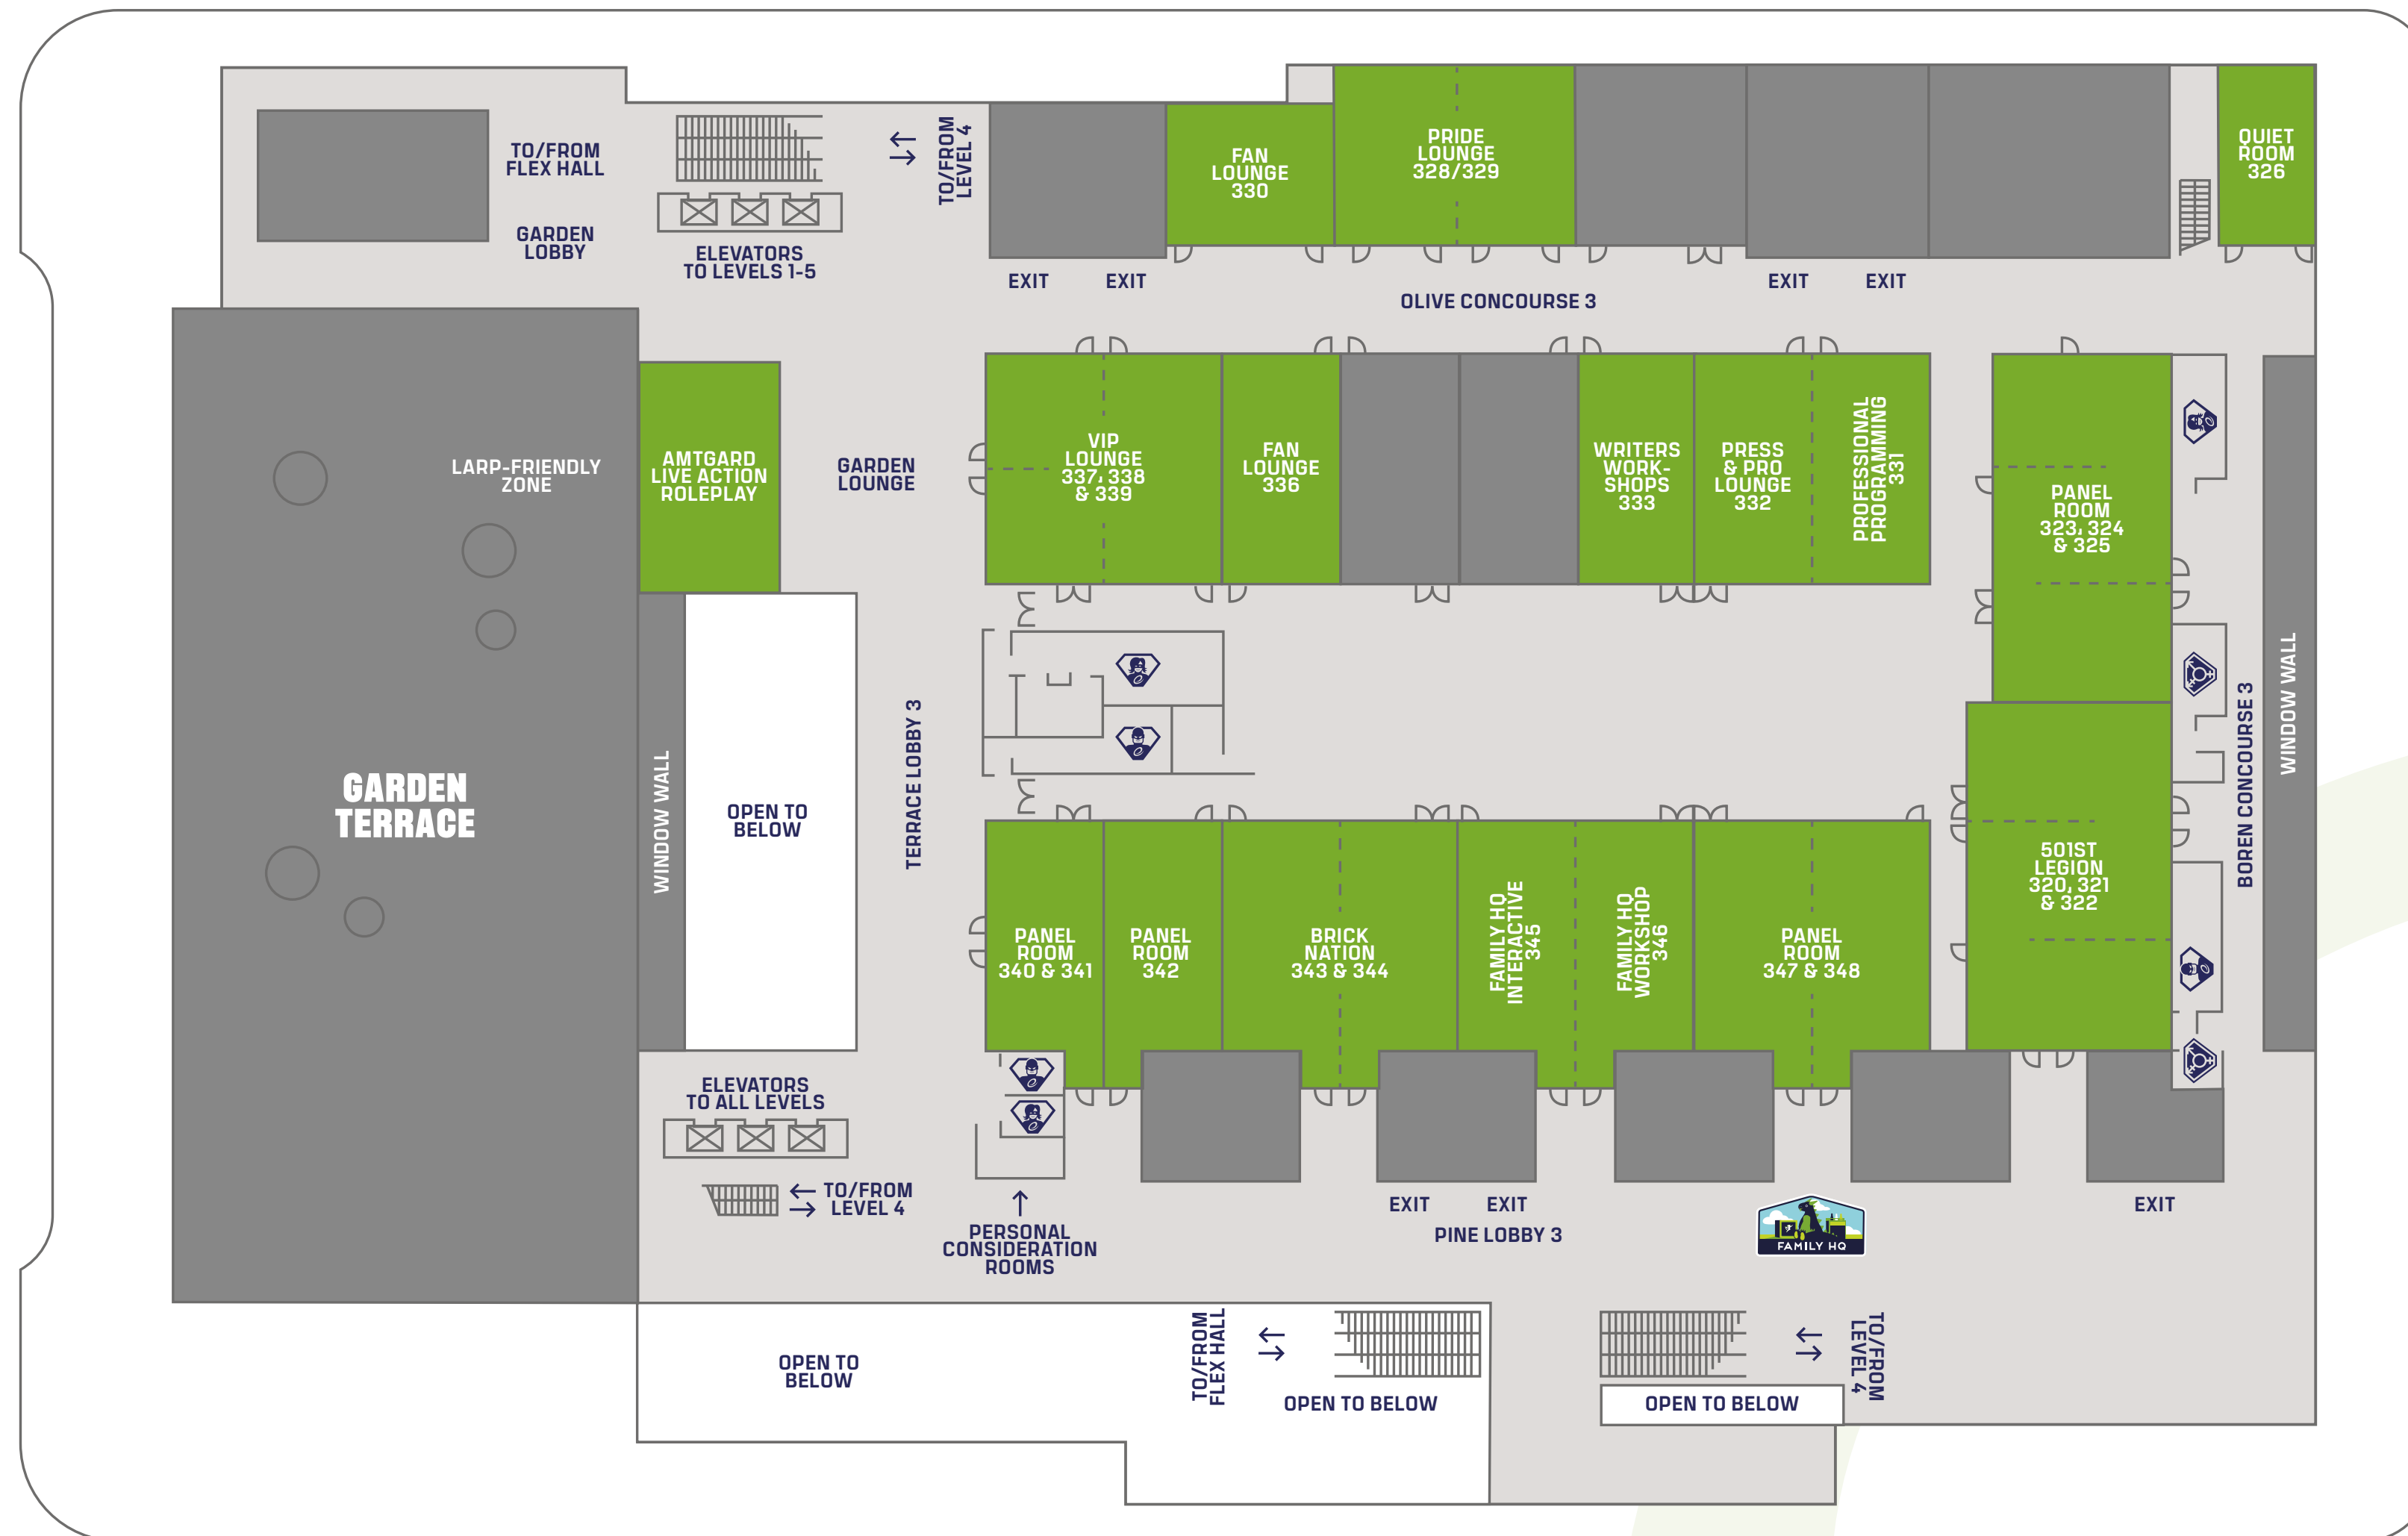 TO/FROM
FLEX HALL
GARDEN
LOBBY
ELEVATORS
TO LEVELS 1-5
TO/FROM
LEVEL 4
FAN
LOUNGE
330
PRIDE
LOUNGE
328/329
QUIET
ROOM
326
EXIT
EXIT
OLIVE CONCOURSE 3
EXIT
EXIT
LARP-FRIENDLY
ZONE
AMTGARD
LIVE ACTION
ROLEPLAY
GARDEN
LOUNGE
VIP
LOUNGE
337, 338
& 339
FAN
LOUNGE
336
WRITERS
WORK-
SHOPS
333
PRESS
& PRO
LOUNGE
332
PROFESSIONAL
PROGRAMMING
331
PANEL
ROOM
323, 324
& 325
WINDOW WALL
BOREN CONCOURSE 3
GARDEN
TERRACE
WINDOW WALL
OPEN TO
BELOW
TERRACE LOBBY 3
PANEL
ROOM
340 & 341
PANEL
ROOM
342
BRICK
NATION
343 & 344
FAMILY HQ
INTERACTIVE
345
FAMILY HQ
WORKSHOP
346
PANEL
ROOM
347 & 348
501ST
LEGION
320, 321
& 322
ELEVATORS
TO ALL LEVELS
TO/FROM
LEVEL 4
PERSONAL
CONSIDERATION
ROOMS
EXIT
EXIT
PINE LOBBY 3
FAMILY HQ
EXIT
OPEN TO
BELOW
TO/FROM
FLEX HALL
OPEN TO BELOW
OPEN TO BELOW
TO/FROM
LEVEL 4